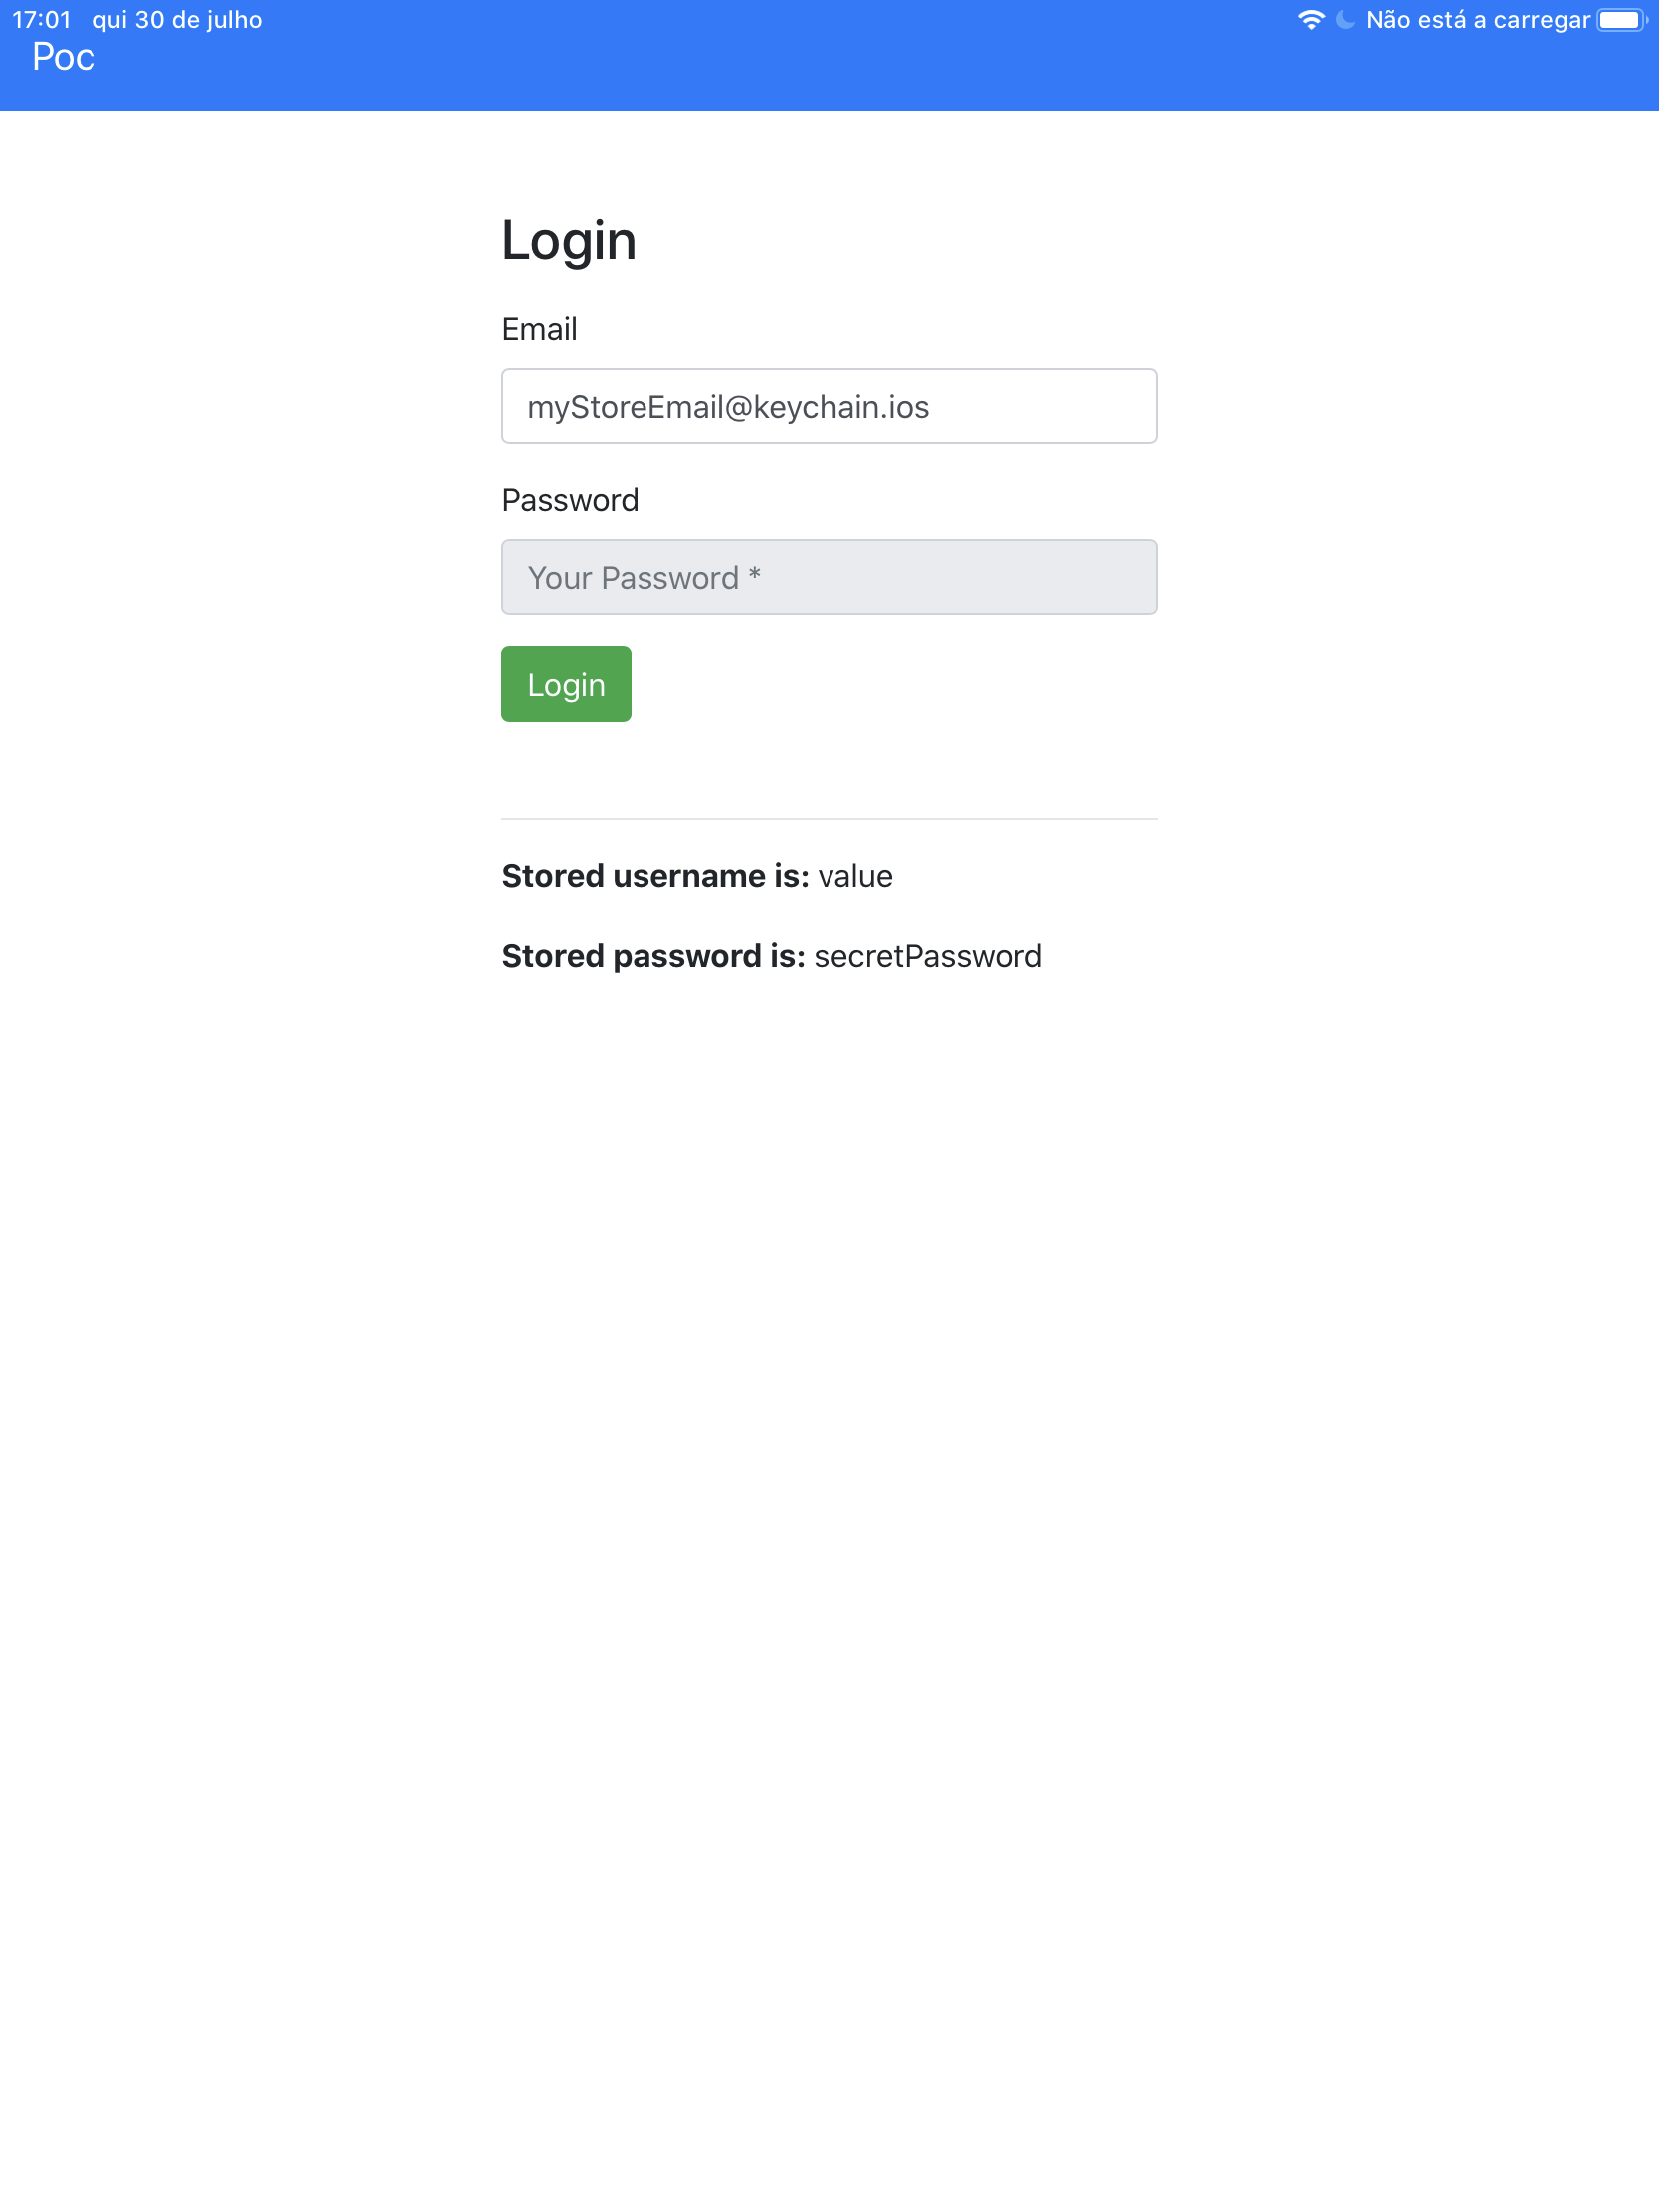 17:01 qui 30 de julho Não está a carregar
Poc
Login
Email
myStoreEmail@keychain.ios
Password
Your Password *
Login
Stored username is: value
Stored password is: secretPassword